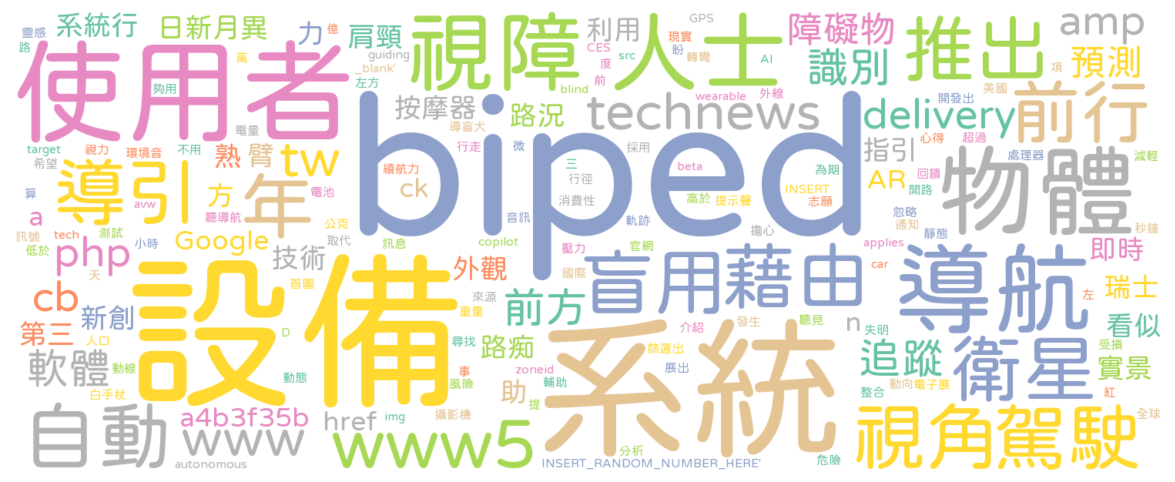 靈感
系統行
日新月異
力
億
肩頸
視障人士
利用
GPS
障礙物
推出
amp
路
guiding
_blank'
萬
現實
CES
src
盼
轉彎
識別
預測
度
AI
前
項
使用者
夠用
左方
blind
wearable
外線
美國
開發出
按摩器
路況
technews
delivery
前行
電量
導盲犬
biped
target
視力
環境音
不用
熟
臂
tw
行走
微
採用
心得
超過
指引
處理器
減輕
希望
導引
方
年
續航力
ck
三
行徑
beta
為期
AR
回饋
開路
物體
算
電池
消費性
高於
提示聲
INSERT
志願
a
avw
聽導航
公克
音訊
軌跡
忽略
通知
訊號
tech
測試
Google
取代
訊息
copilot
官網
擔心
靜態
秒鐘
低於
小時
php
技術
外觀
壓力
applies
即時
天
首圖
國際
car
盲用藉由
導航
cb
設備
來源
重量
前方
左
瑞士
第三
新創
介紹
發生
聽見
n
失明
看似
人口
D
尋找
路痴
系統
篩選出
追蹤
衛星
受損
軟體
動線
動態
事
風險
zoneid
輔助
展出
實景
白手杖
助
提
整合
動向
電子展
紅
自動
a4b3f35b
href
img
攝影機
視角
駕駛
全球
www
www5
分析
autonomous
INSERT_RANDOM_NUMBER_HERE'
危險